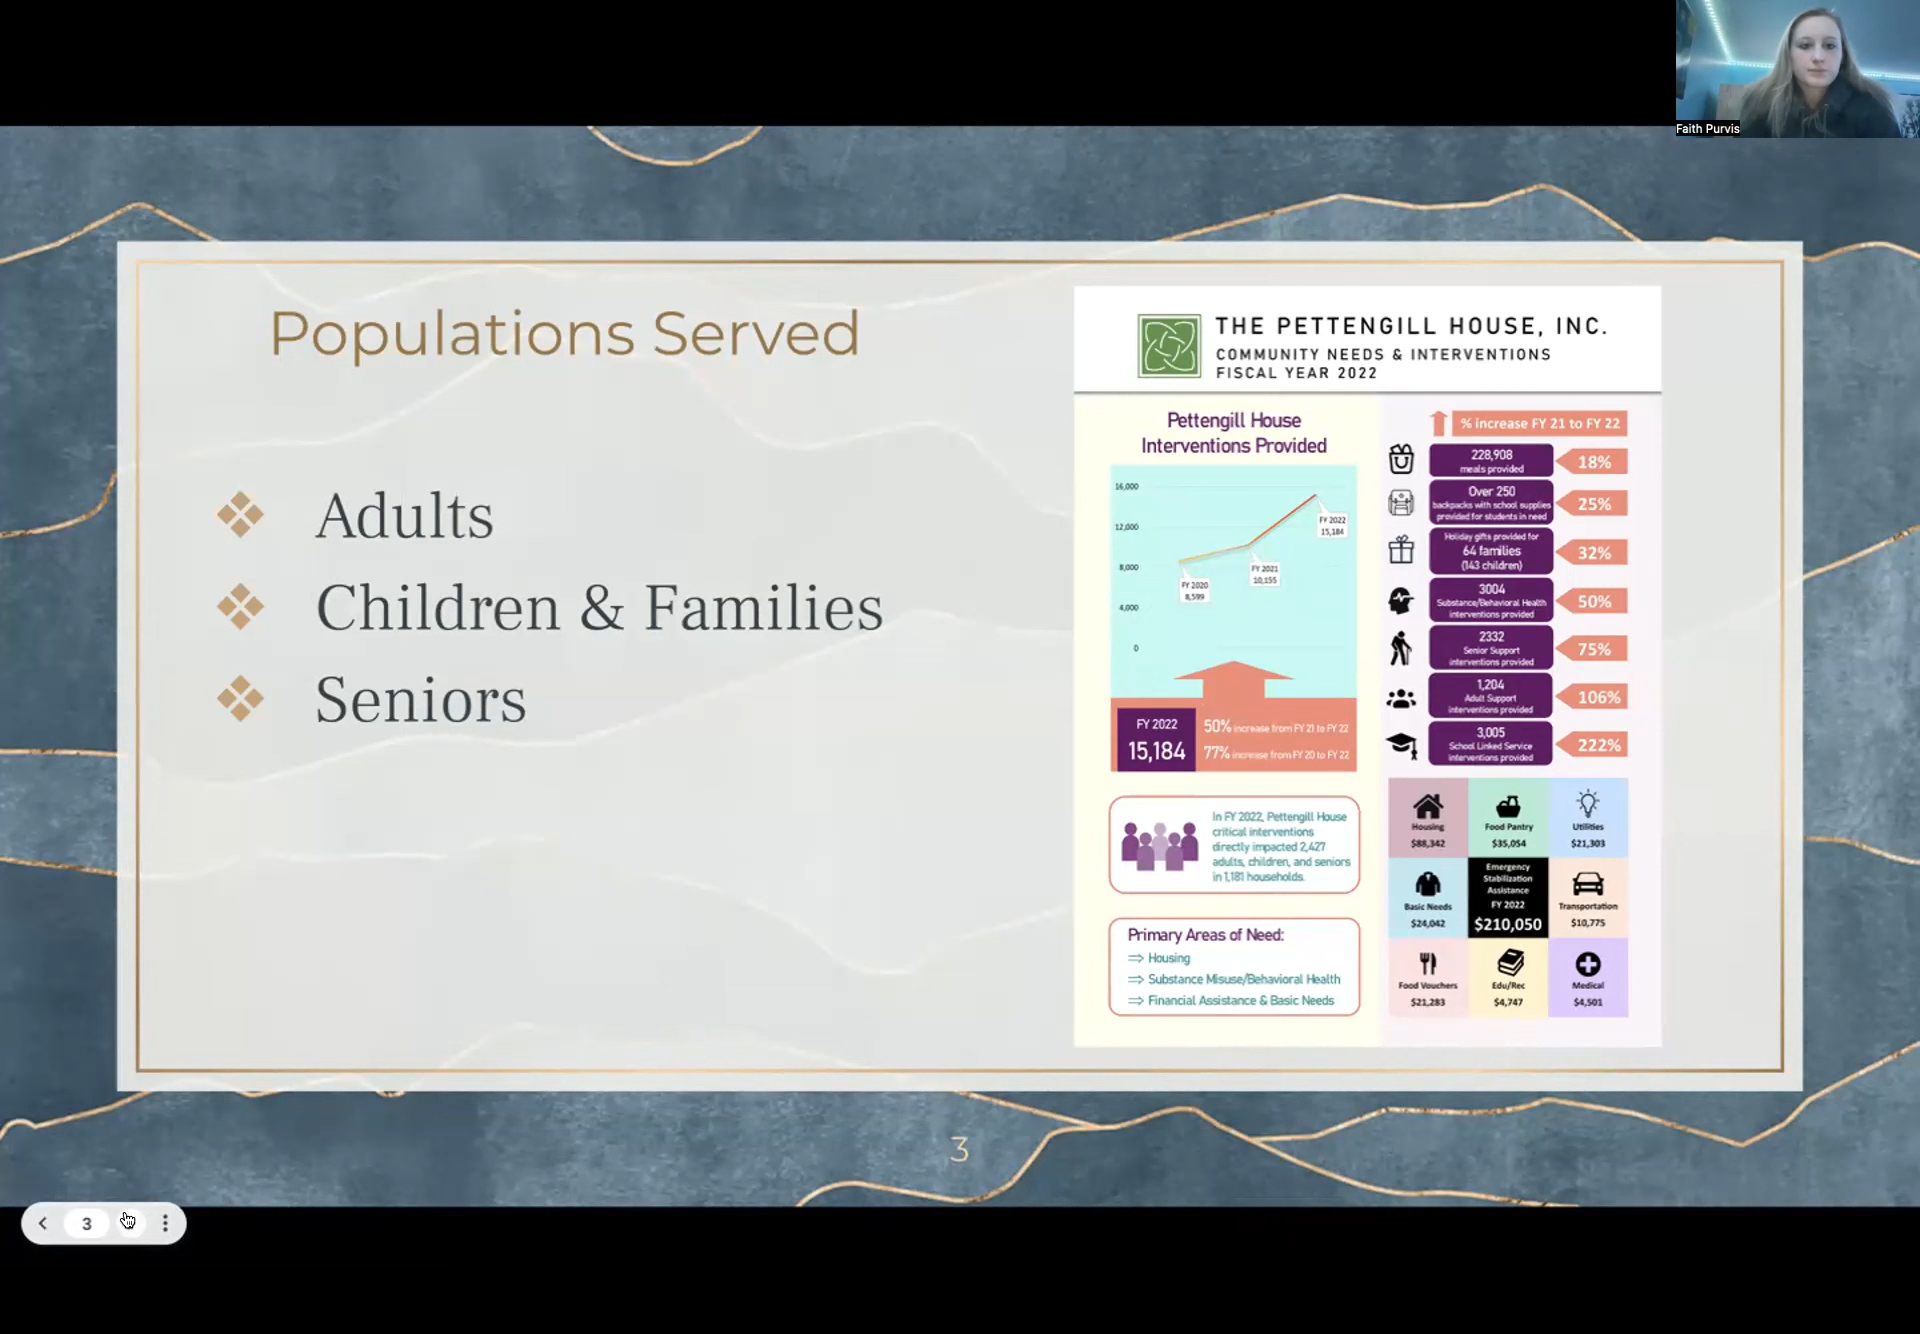 Faith Purvis
Populations Served
Adults
Children & Families
Seniors
THE PETTENGILL HOUSE, INC.
COMMUNITY NEEDS & INTERVENTIONS
FISCAL YEAR 2022
Pettengill House
Interventions Provided
16,000
12,000
8,000
4,000
0
FY 2020
8,599
FY 2021
10,155
FY 2022
15,184
FY 2022
15,184
50% increase from FY 21 to FY 22
77% increase from FY 20 to FY 22
In FY 2022, Pettengill House
critical interventions
directly impacted 2,427
adults, children, and seniors
in 1,181 households.
Primary Areas of Need:
⇒ Housing
⇒ Substance Misuse/Behavioral Health
⇒ Financial Assistance & Basic Needs
% increase FY 21 to FY 22
228,908
meals provided
18%
Over 250
backpacks with school supplies
provided for students in need
25%
Holiday gifts provided for
64 families
(143 children)
32%
3004
Substance/Behavioral Health
interventions provided
50%
2332
Senior Support
interventions provided
75%
1,204
Adult Support
interventions provided
106%
3,005
School Linked Service
interventions provided
222%
Housing
$88,342
Food Pantry
$35,054
Utilities
$21,303
Basic Needs
$24,042
Emergency
Stabilization
Assistance
FY 2022
$210,050
Transportation
$10,775
Food Vouchers
$21,283
Edu/Rec
$4,747
Medical
$4,501
3
3